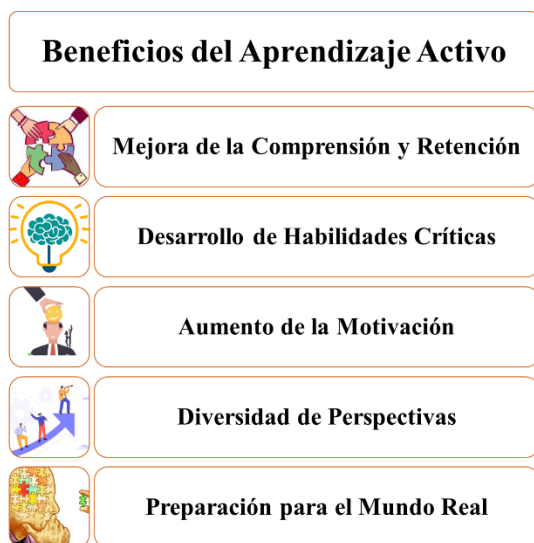 Beneficios del Aprendizaje Activo
Mejora de la Comprensión y Retención
Desarrollo de Habilidades Críticas
Aumento de la Motivación
Diversidad de Perspectivas
Preparación para el Mundo Real